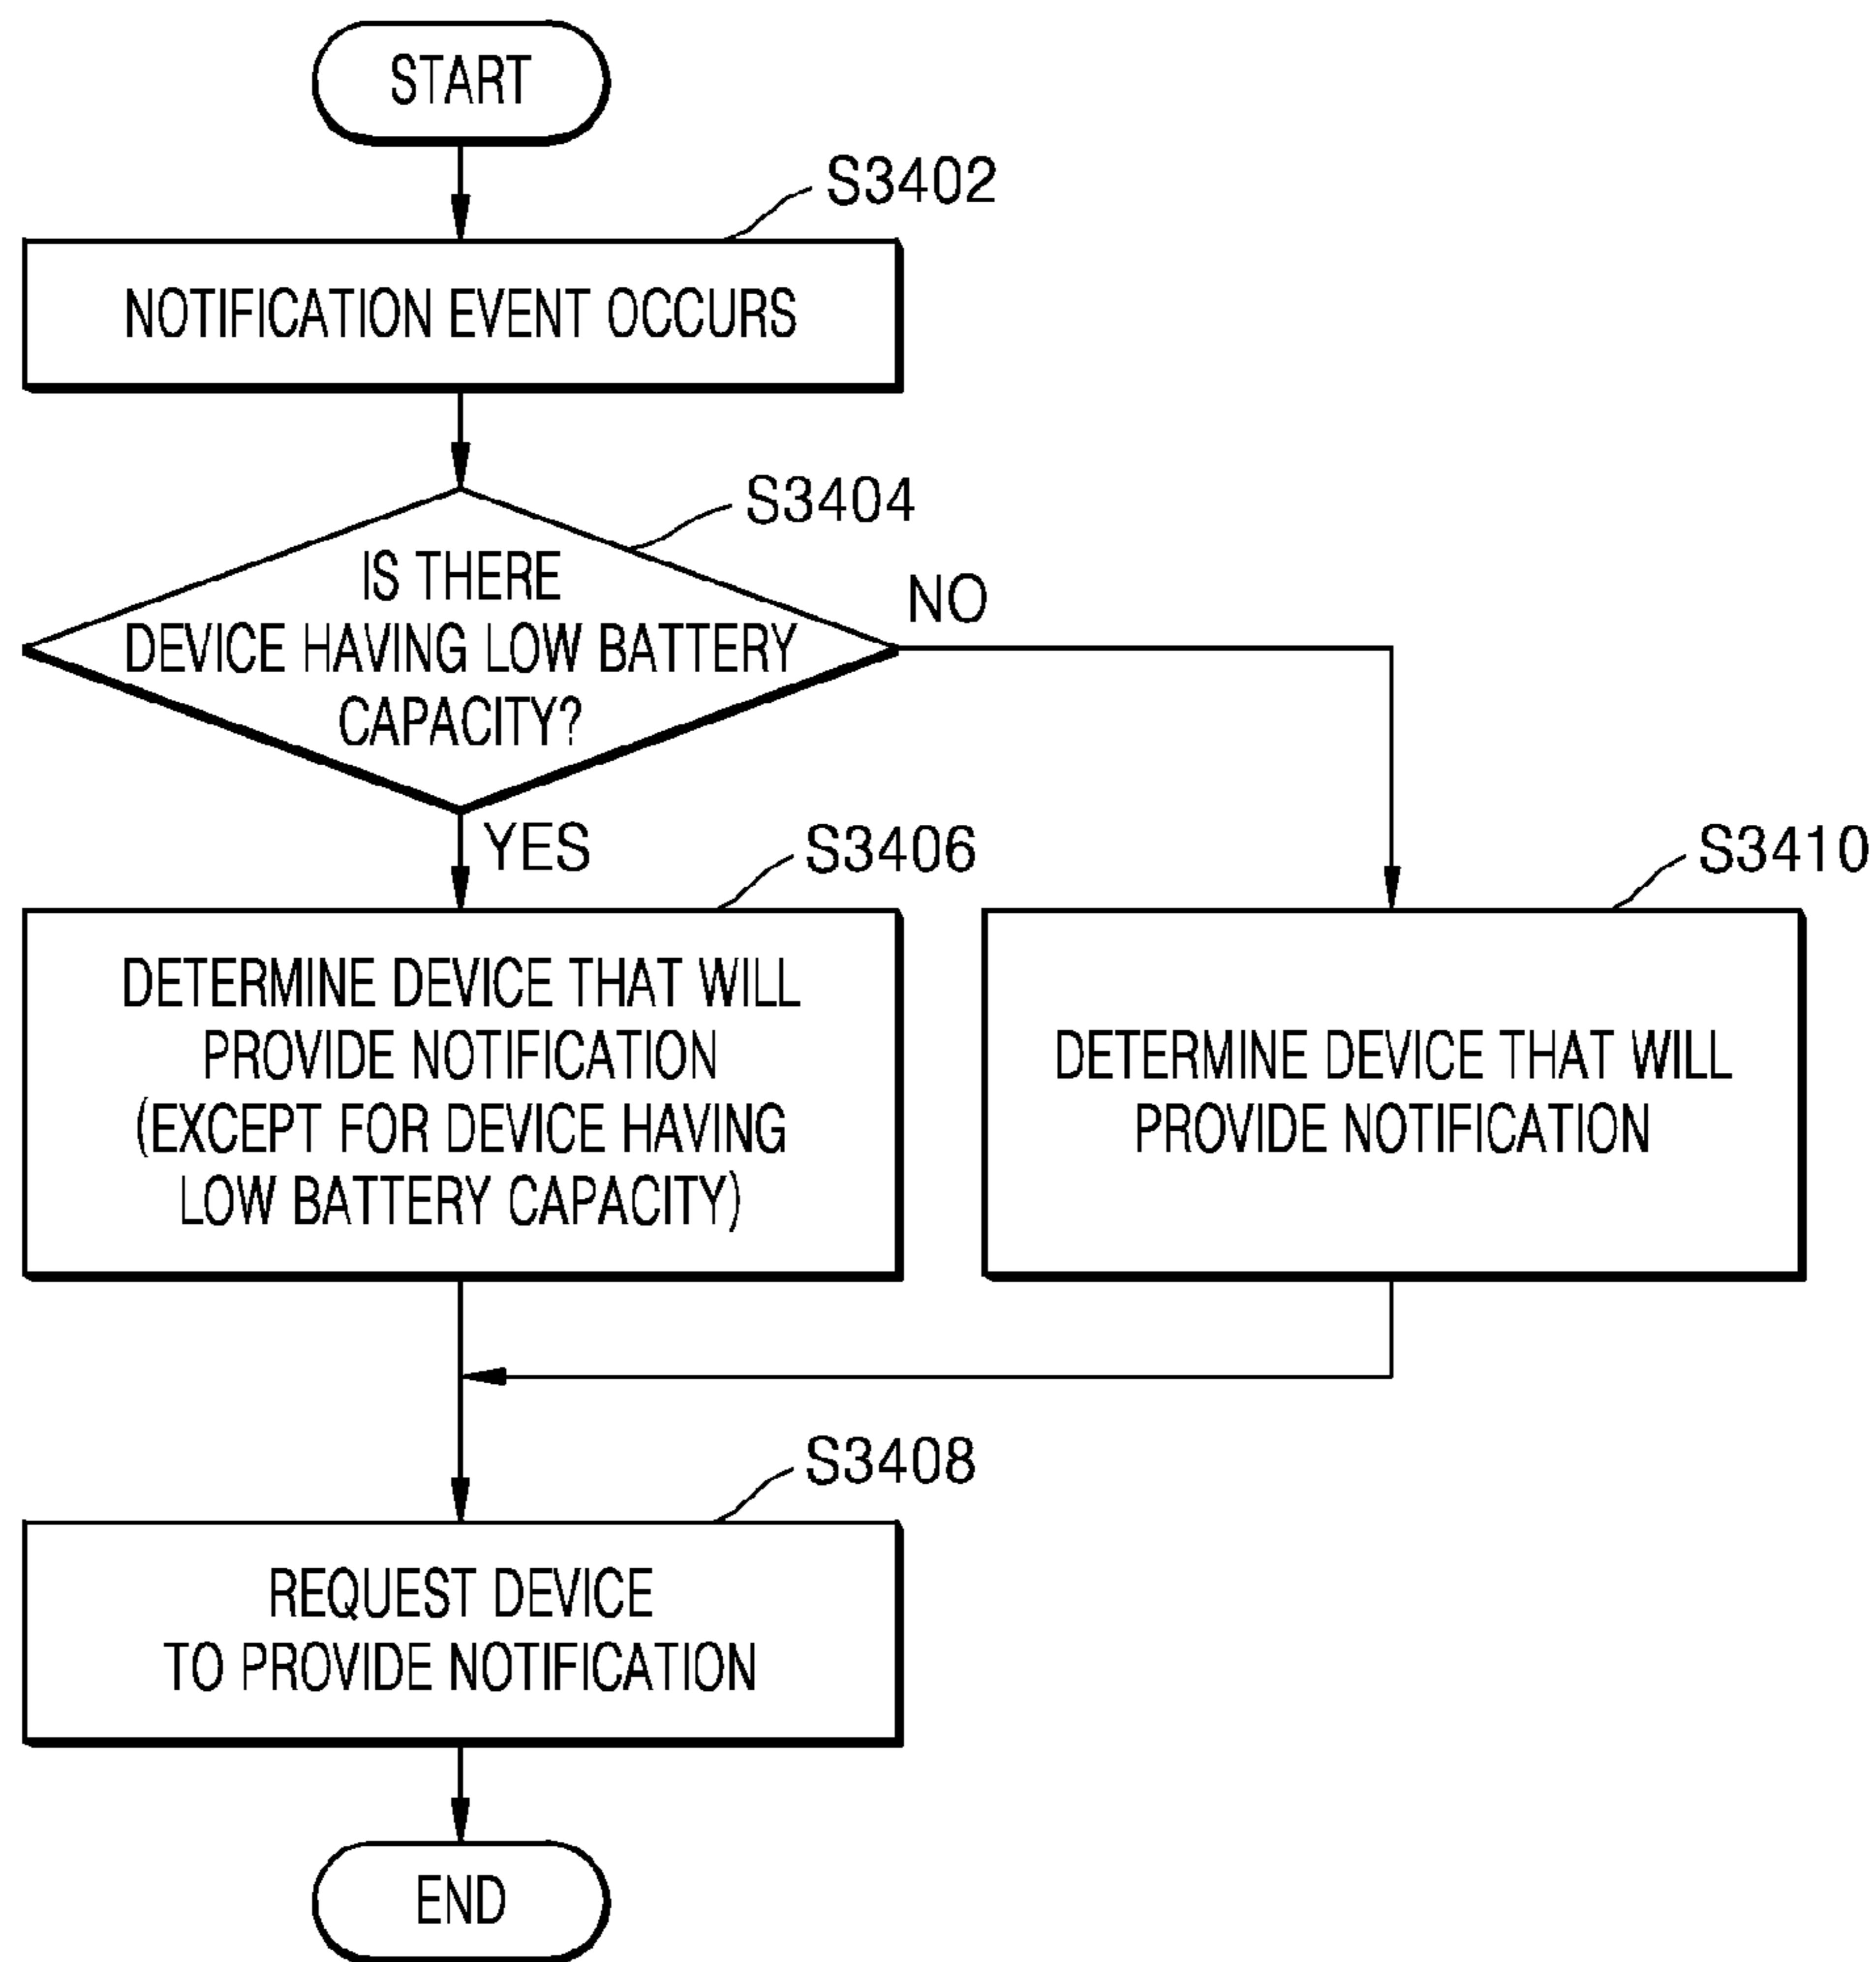 START
S3402
NOTIFICATION EVENT OCCURS
S3404
IS THERE
DEVICE HAVING LOW BATTERY
CAPACITY?
NO
YES
S3406
DETERMINE DEVICE THAT WILL
PROVIDE NOTIFICATION
(EXCEPT FOR DEVICE HAVING
LOW BATTERY CAPACITY)
S3410
DETERMINE DEVICE THAT WILL
PROVIDE NOTIFICATION
S3408
REQUEST DEVICE
TO PROVIDE NOTIFICATION
END